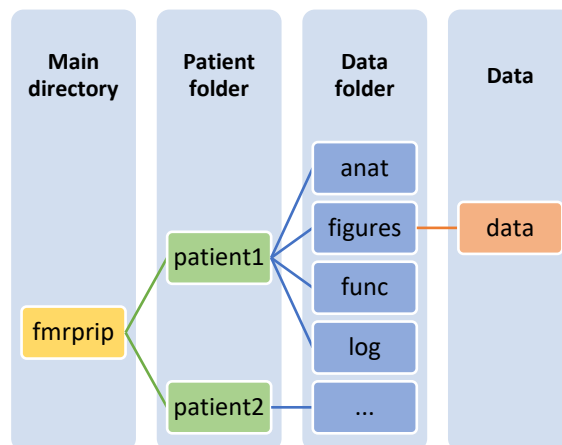 Main
directory
Patient
folder
Data
folder
Data
anat
figures
data
patient1
func
fmrprip
log
patient2
...